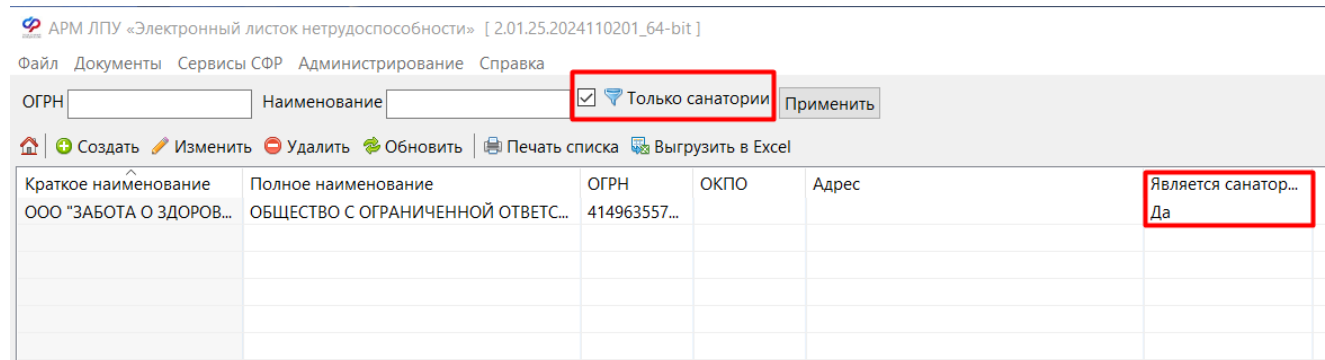 АРМ ЛПУ «Электронный листок нетрудоспособности» [ 2.01.25.2024110201_64-bit ]
Файл Документы Сервисы СФР Администрирование Справка
ОГРН Наименование Только санатории Применить
Создать Изменить Удалить Обновить Печать списка Выгрузить в Excel
Краткое наименование Полное наименование ОГРН ОКПО Адрес Является санатор...
ООО "ЗАБОТА О ЗДОРОВ... ОБЩЕСТВО С ОГРАНИЧЕННОЙ ОТВЕТС... 414963557... Да